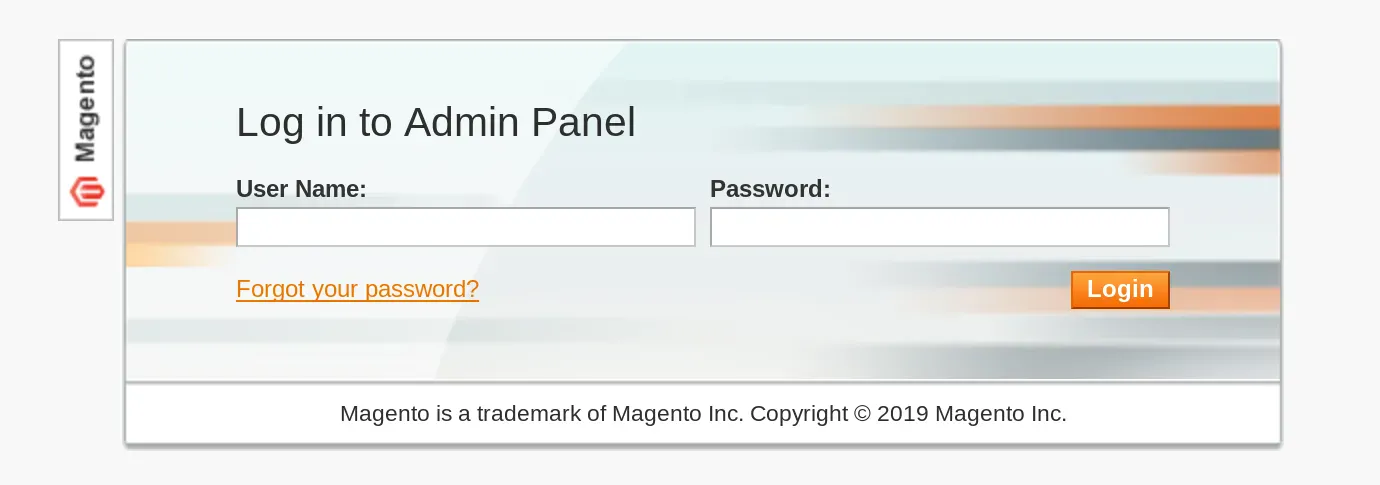 Magento
Log in to Admin Panel
User Name:
Password:
Forgot your password?
Login
Magento is a trademark of Magento Inc. Copyright © 2019 Magento Inc.